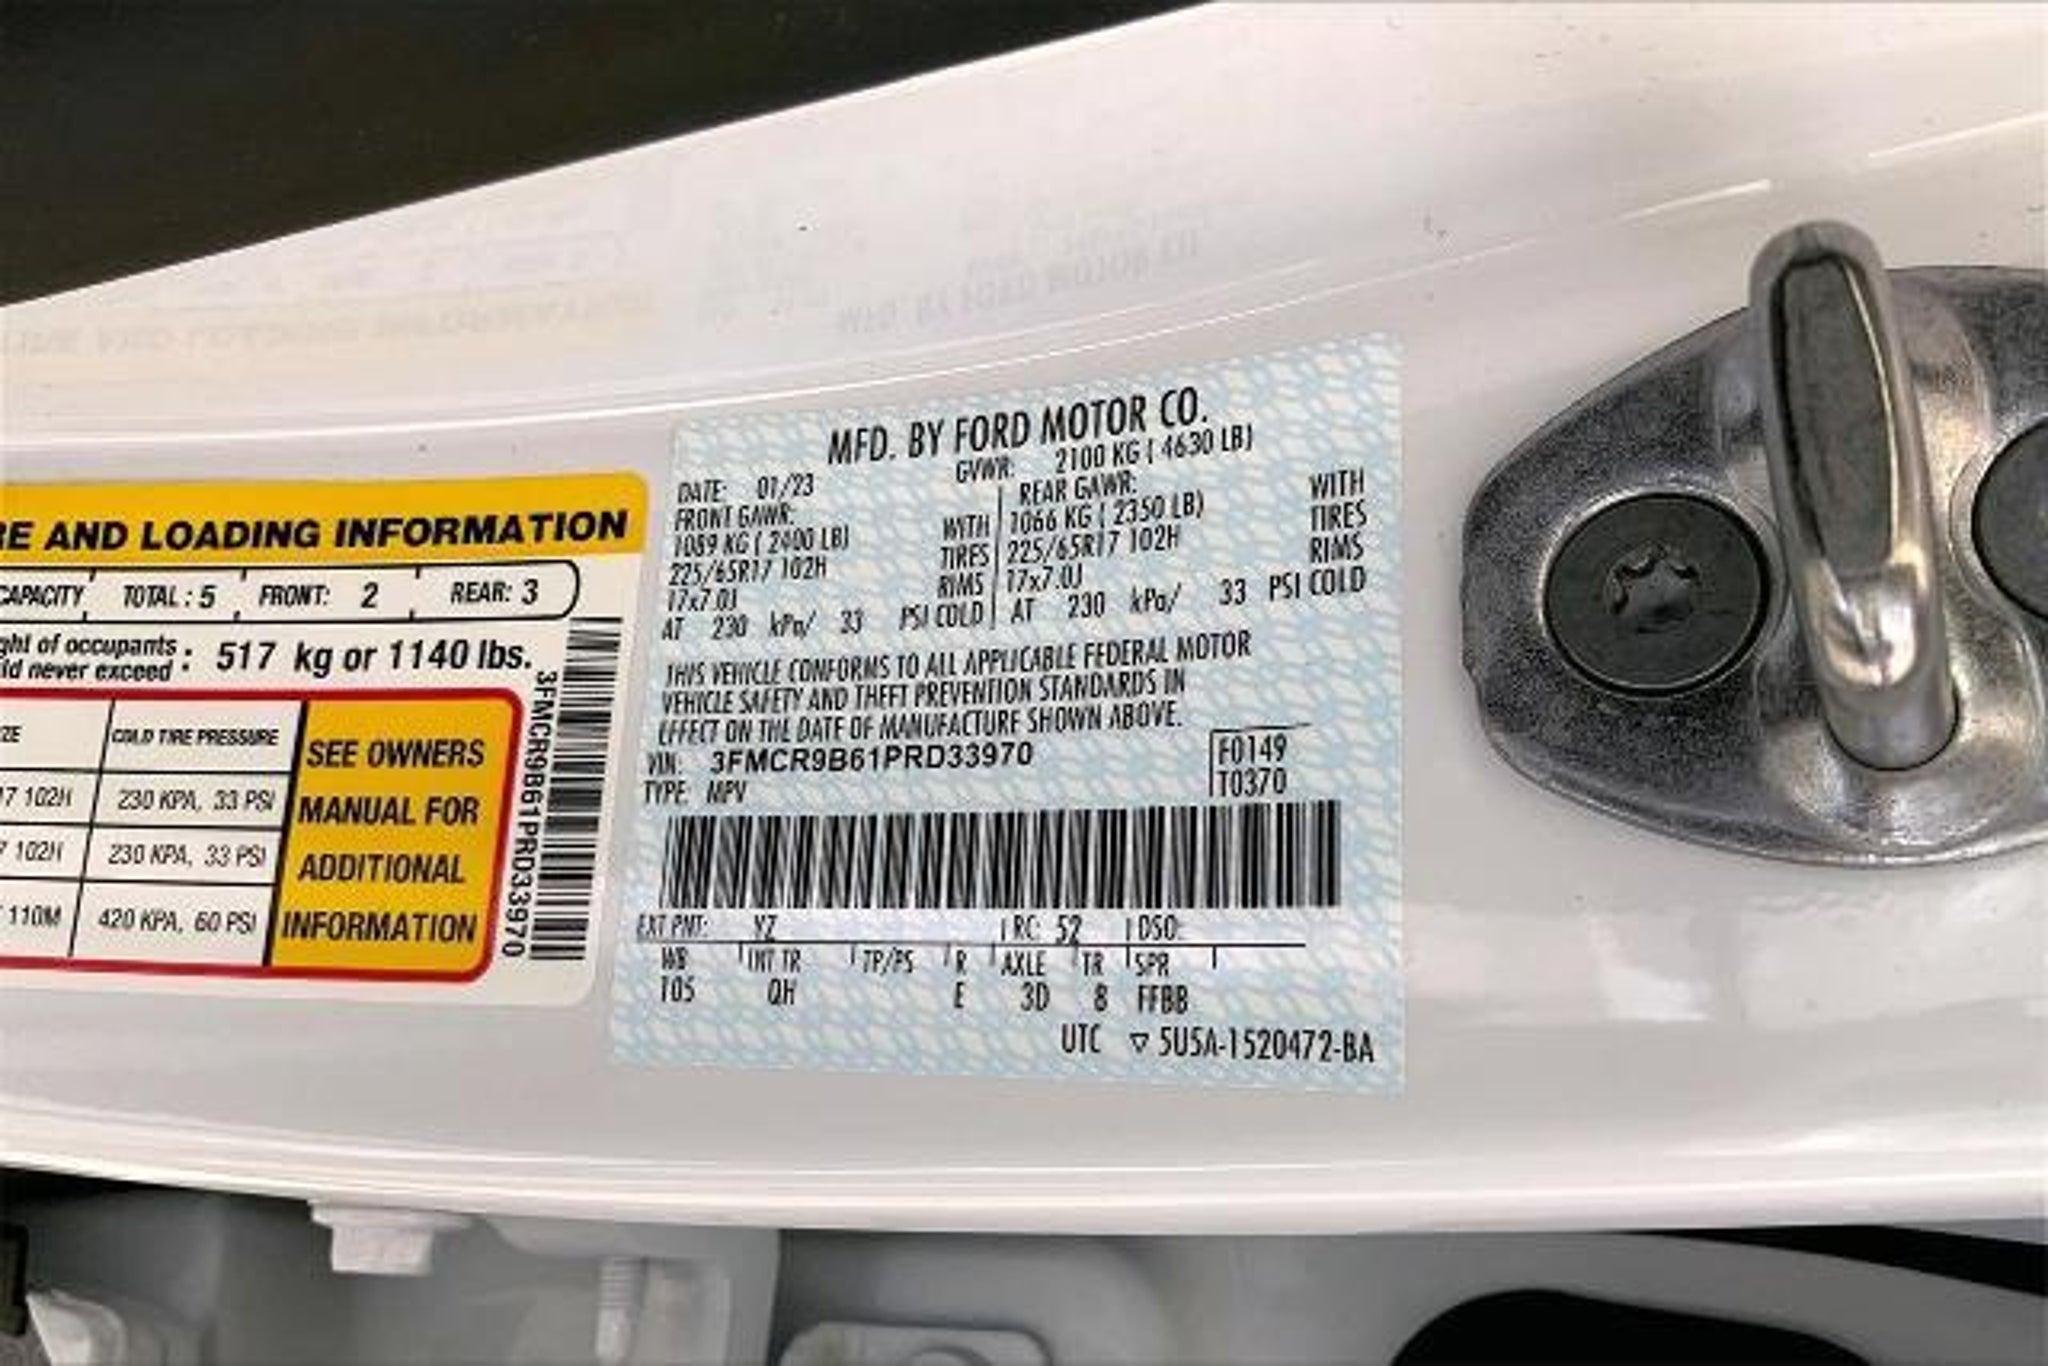 RE AND LOADING INFORMATION
CAPACITY TOTAL : 5 FRONT: 2 REAR: 3
ght of occupants
ld never exceed : 517 kg or 1140 lbs.
ZE COLD TIRE PRESSURE
17 102H 230 KPA, 33 PSI
7 102H 230 KPA, 33 PSI
110M 420 KPA, 60 PSI
SEE OWNERS
MANUAL FOR
ADDITIONAL
INFORMATION
3FMCR9B61PRD33970
MFD. BY FORD MOTOR CO.
DATE: 01/23 GVWR: 2100 KG ( 4630 LB)
FRONT GAWR: REAR GAWR:
1089 KG ( 2400 LB) WITH 1066 KG ( 2350 LB) WITH
225/65R17 102H TIRES 225/65R17 102H TIRES
17x7.0J RIMS 17x7.0J RIMS
AT 230 kPa/ 33 PSI COLD AT 230 kPa/ 33 PSI COLD
THIS VEHICLE CONFORMS TO ALL APPLICABLE FEDERAL MOTOR
VEHICLE SAFETY AND THEFT PREVENTION STANDARDS IN
EFFECT ON THE DATE OF MANUFACTURE SHOWN ABOVE.
VIN: 3FMCR9B61PRD33970 F0149
TYPE: MPV T0370
EXT PNT: YZ RC: 52 DSO:
WB INT TR TP/PS R AXLE TR SPR
105 QH E 3D 8 FFBB
UTC ▽ 5U5A-1520472-BA